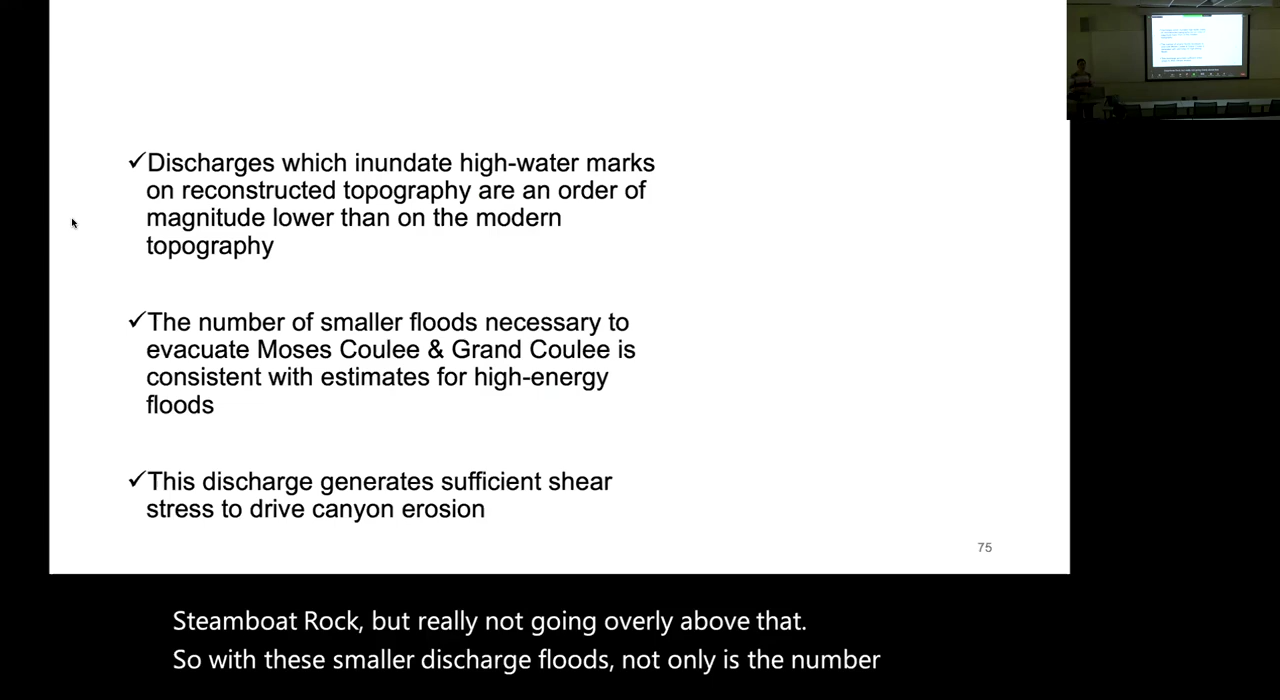 ✓Discharges which inundate high-water marks
on reconstructed topography are an order of
magnitude lower than on the modern
topography
✓The number of smaller floods necessary to
evacuate Moses Coulee & Grand Coulee is
consistent with estimates for high-energy
floods
✓This discharge generates sufficient shear
stress to drive canyon erosion
75
Steamboat Rock, but really not going overly above that.
So with these smaller discharge floods, not only is the number